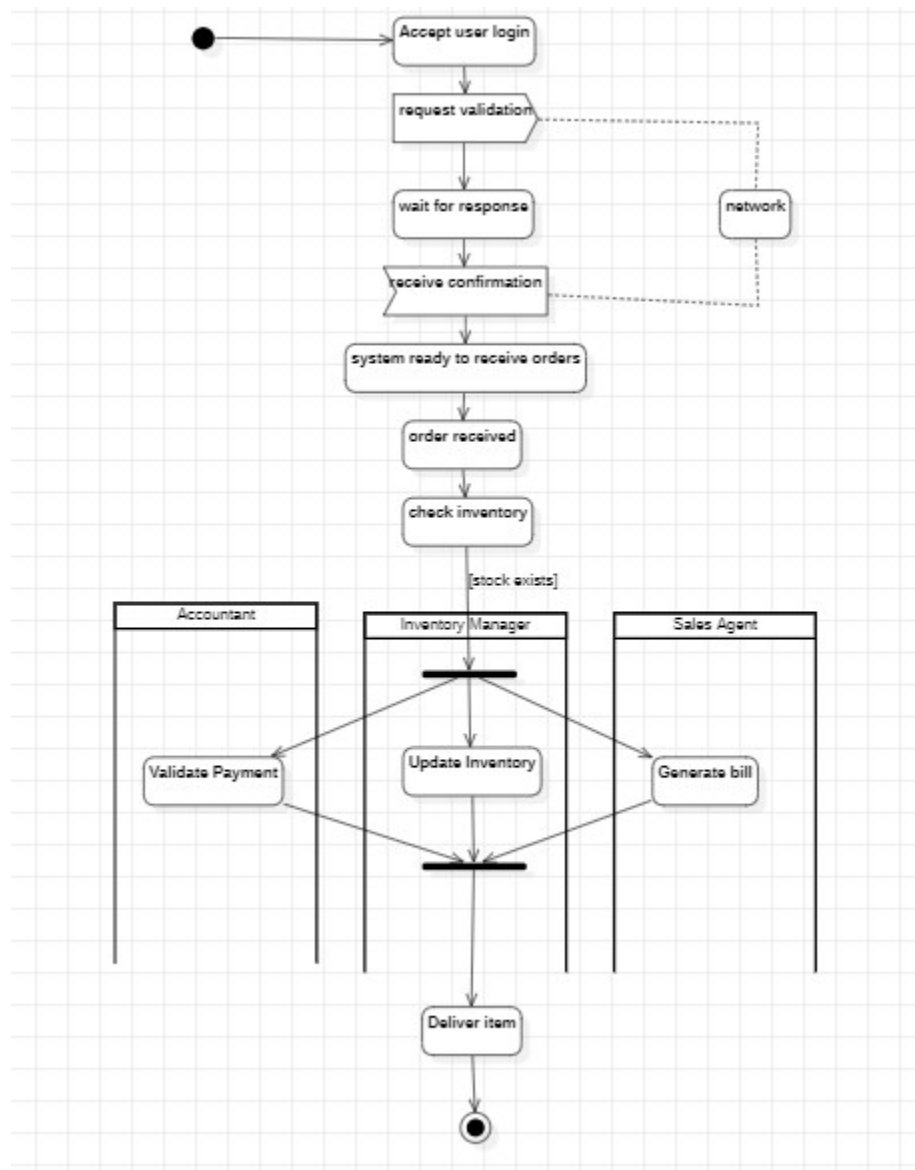 Accept user login
request validation
wait for response
network
receive confirmation
system ready to receive orders
order received
check inventory
[stock exists]
Accountant
Inventory Manager
Sales Agent
Validate Payment
Update Inventory
Generate bill
Deliver item